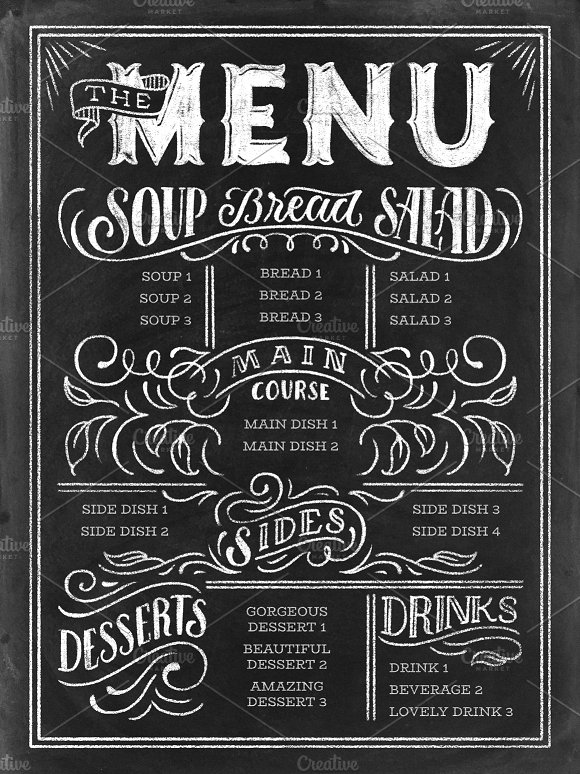 THE
MENU
SOUP Bread SALAD
SOUP 1
SOUP 2
SOUP 3
BREAD 1
BREAD 2
BREAD 3
SALAD 1
SALAD 2
SALAD 3
MAIN
COURSE
MAIN DISH 1
MAIN DISH 2
SIDES
SIDE DISH 1
SIDE DISH 2
SIDE DISH 3
SIDE DISH 4
DESSERTS
GORGEOUS
DESSERT 1
BEAUTIFUL
DESSERT 2
AMAZING
DESSERT 3
DRINKS
DRINK 1
BEVERAGE 2
LOVELY DRINK 3
Creative
MARKET